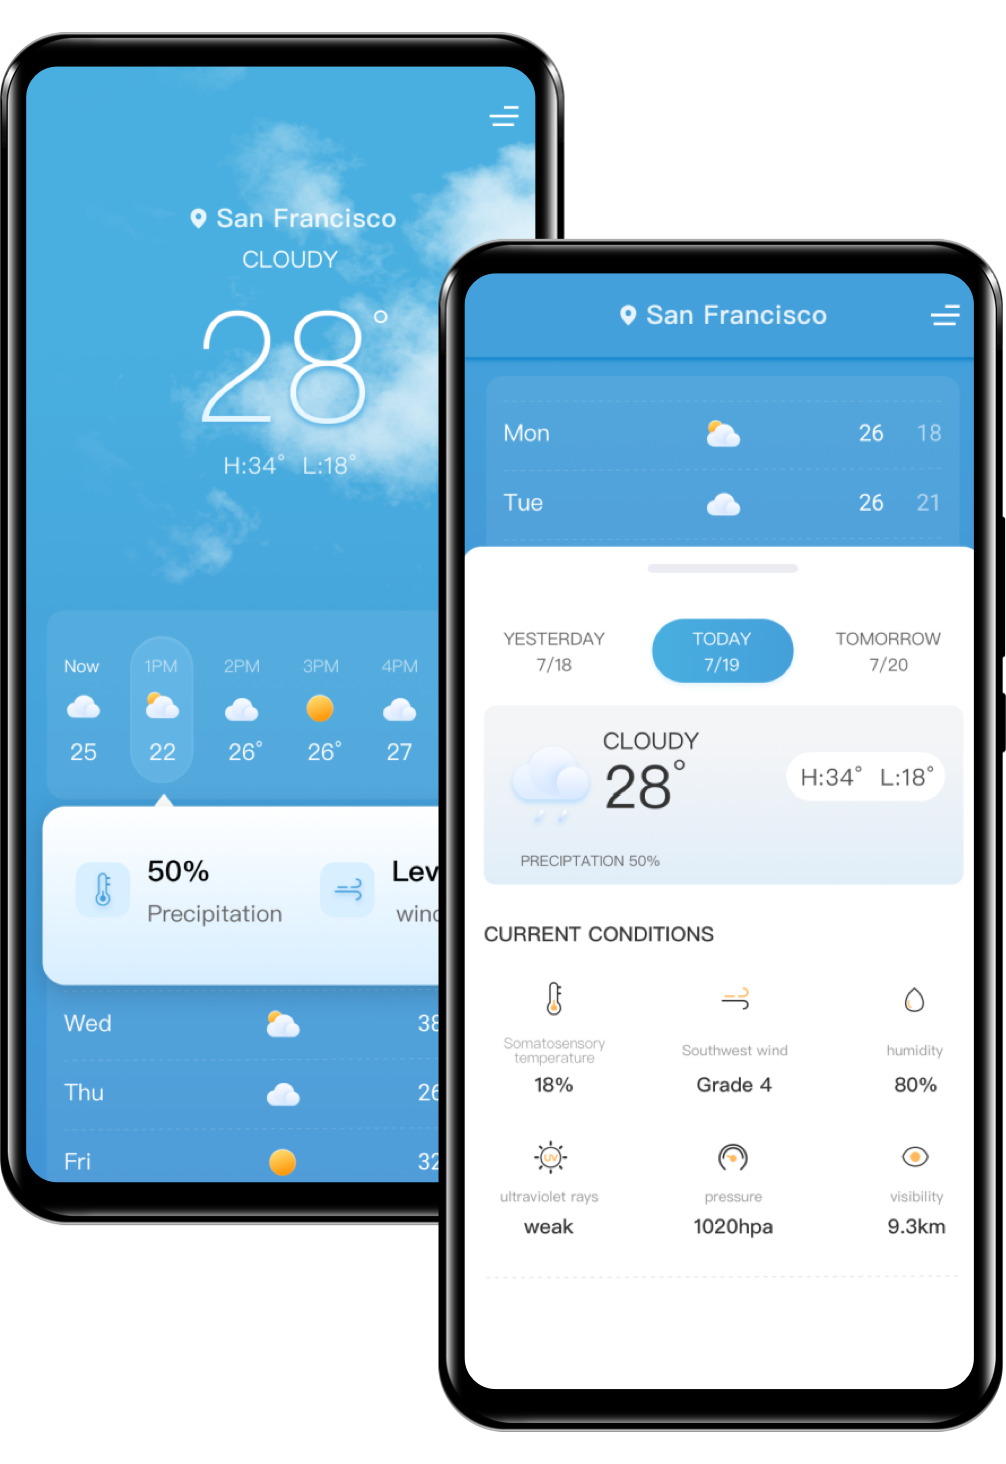 San Francisco
CLOUDY
28°
H:34° L:18°
Now 1PM 2PM 3PM 4PM
25 22 26° 26° 27
50%
Precipitation
Lev
wind
Wed 38
Thu 26
Fri 32
San Francisco
Mon 26 18
Tue 26 21
YESTERDAY TODAY TOMORROW
7/18 7/19 7/20
CLOUDY
28°
H:34° L:18°
PRECIPTATION 50%
CURRENT CONDITIONS
Somatosensory
temperature
Southwest wind humidity
18% Grade 4 80%
UV
ultraviolet rays pressure visibility
weak 1020hpa 9.3km